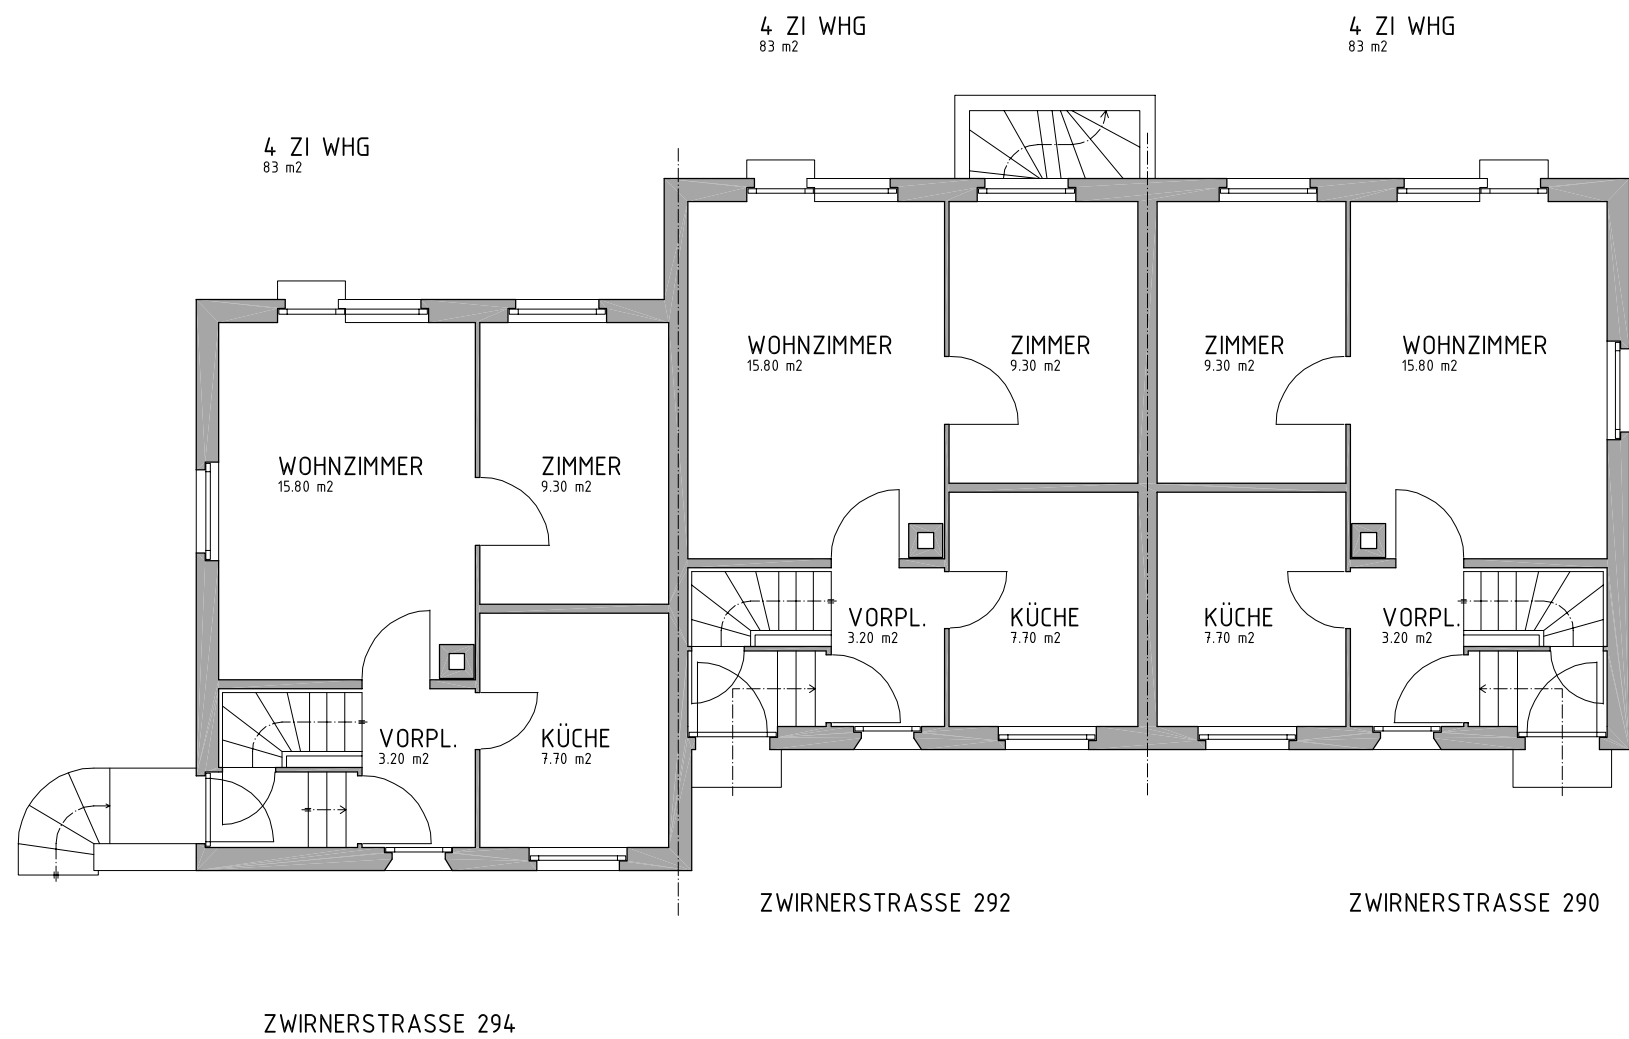 4 ZI WHG
83 m2
4 ZI WHG
83 m2
4 ZI WHG
83 m2
WOHNZIMMER
15.80 m2
ZIMMER
9.30 m2
ZIMMER
9.30 m2
WOHNZIMMER
15.80 m2
WOHNZIMMER
15.80 m2
ZIMMER
9.30 m2
VORPL.
3.20 m2
KÜCHE
7.70 m2
KÜCHE
7.70 m2
VORPL.
3.20 m2
VORPL.
3.20 m2
KÜCHE
7.70 m2
ZWIRNERSTRASSE 292
ZWIRNERSTRASSE 290
ZWIRNERSTRASSE 294